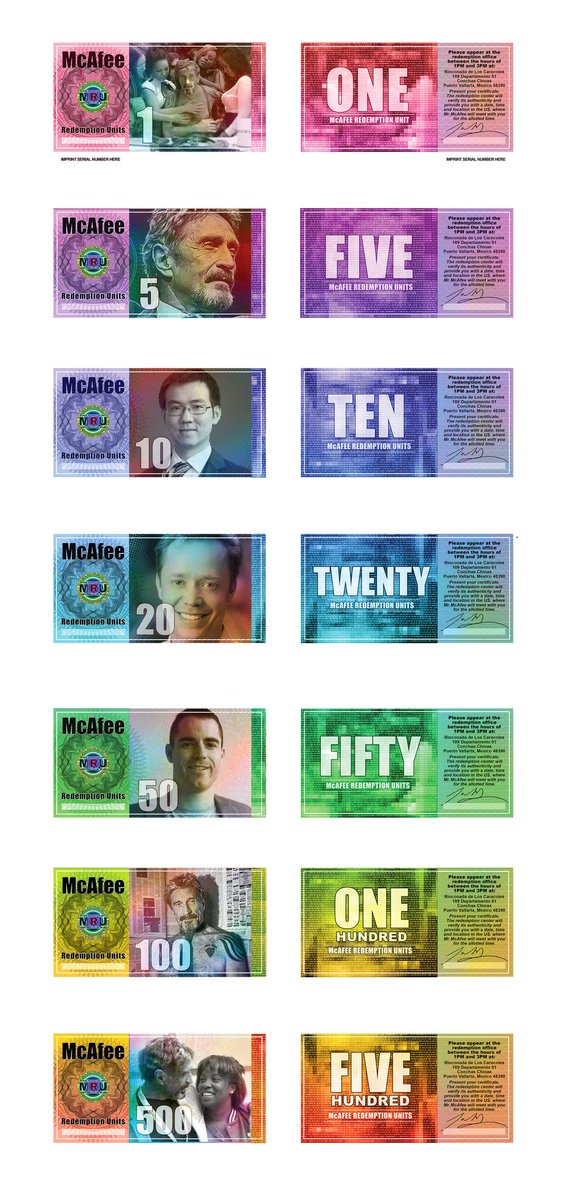 McAfee
MRU
Redemption Units
1
IMPRINT SERIAL NUMBER HERE
ONE
McAFEE REDEMPTION UNIT
Please appear at the
redemption office
between the hours of
1PM and 3PM at:
Rinconada de Los Caracoles
109 Departamento 01
Conchas Chinas
Puerto Vallarta, Mexico 48390
Present your certificate.
The redemption center will
verify its authenticity and
provide you with a date, time
and location in the US. where
Mr. McAfee will meet with you
for the allotted time.
IMPRINT SERIAL NUMBER HERE
McAfee
MRU
Redemption Units
5
FIVE
McAFEE REDEMPTION UNITS
Please appear at the
redemption office
between the hours of
1PM and 3PM at:
Rinconada de Los Caracoles
109 Departamento 01
Conchas Chinas
Puerto Vallarta, Mexico 48390
Present your certificate.
The redemption center will
verify its authenticity and
provide you with a date, time
and location in the US. where
Mr. McAfee will meet with you
for the allotted time.
McAfee
MRU
Redemption Units
10
TEN
McAFEE REDEMPTION UNITS
Please appear at the
redemption office
between the hours of
1PM and 3PM at:
Rinconada de Los Caracoles
109 Departamento 01
Conchas Chinas
Puerto Vallarta, Mexico 48390
Present your certificate.
The redemption center will
verify its authenticity and
provide you with a date, time
and location in the US. where
Mr. McAfee will meet with you
for the allotted time.
McAfee
MRU
Redemption Units
20
TWENTY
McAFEE REDEMPTION UNITS
Please appear at the
redemption office
between the hours of
1PM and 3PM at:
Rinconada de Los Caracoles
109 Departamento 01
Conchas Chinas
Puerto Vallarta, Mexico 48390
Present your certificate.
The redemption center will
verify its authenticity and
provide you with a date, time
and location in the US. where
Mr. McAfee will meet with you
for the allotted time.
McAfee
MRU
Redemption Units
50
FIFTY
McAFEE REDEMPTION UNITS
Please appear at the
redemption office
between the hours of
1PM and 3PM at:
Rinconada de Los Caracoles
109 Departamento 01
Conchas Chinas
Puerto Vallarta, Mexico 48390
Present your certificate.
The redemption center will
verify its authenticity and
provide you with a date, time
and location in the US. where
Mr. McAfee will meet with you
for the allotted time.
McAfee
MRU
Redemption Units
100
ONE
HUNDRED
McAFEE REDEMPTION UNITS
Please appear at the
redemption office
between the hours of
1PM and 3PM at:
Rinconada de Los Caracoles
109 Departamento 01
Conchas Chinas
Puerto Vallarta, Mexico 48390
Present your certificate.
The redemption center will
verify its authenticity and
provide you with a date, time
and location in the US. where
Mr. McAfee will meet with you
for the allotted time.
McAfee
MRU
Redemption Units
500
FIVE
HUNDRED
McAFEE REDEMPTION UNITS
Please appear at the
redemption office
between the hours of
1PM and 3PM at:
Rinconada de Los Caracoles
109 Departamento 01
Conchas Chinas
Puerto Vallarta, Mexico 48390
Present your certificate.
The redemption center will
verify its authenticity and
provide you with a date, time
and location in the US. where
Mr. McAfee will meet with you
for the allotted time.